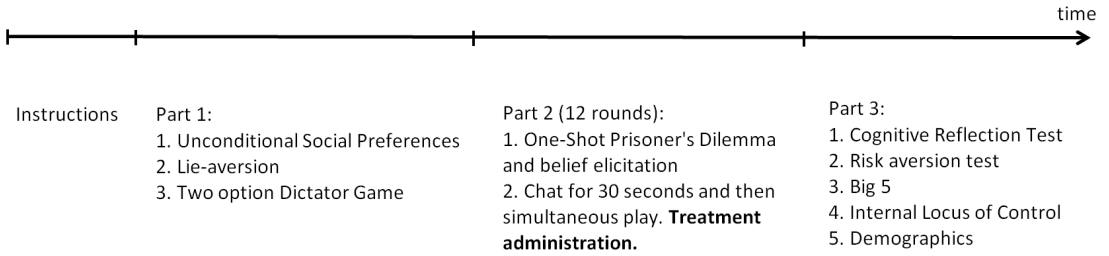 time
Instructions
Part 1:
1. Unconditional Social Preferences
2. Lie-aversion
3. Two option Dictator Game
Part 2 (12 rounds):
1. One-Shot Prisoner's Dilemma
and belief elicitation
2. Chat for 30 seconds and then
simultaneous play. Treatment
administration.
Part 3:
1. Cognitive Reflection Test
2. Risk aversion test
3. Big 5
4. Internal Locus of Control
5. Demographics